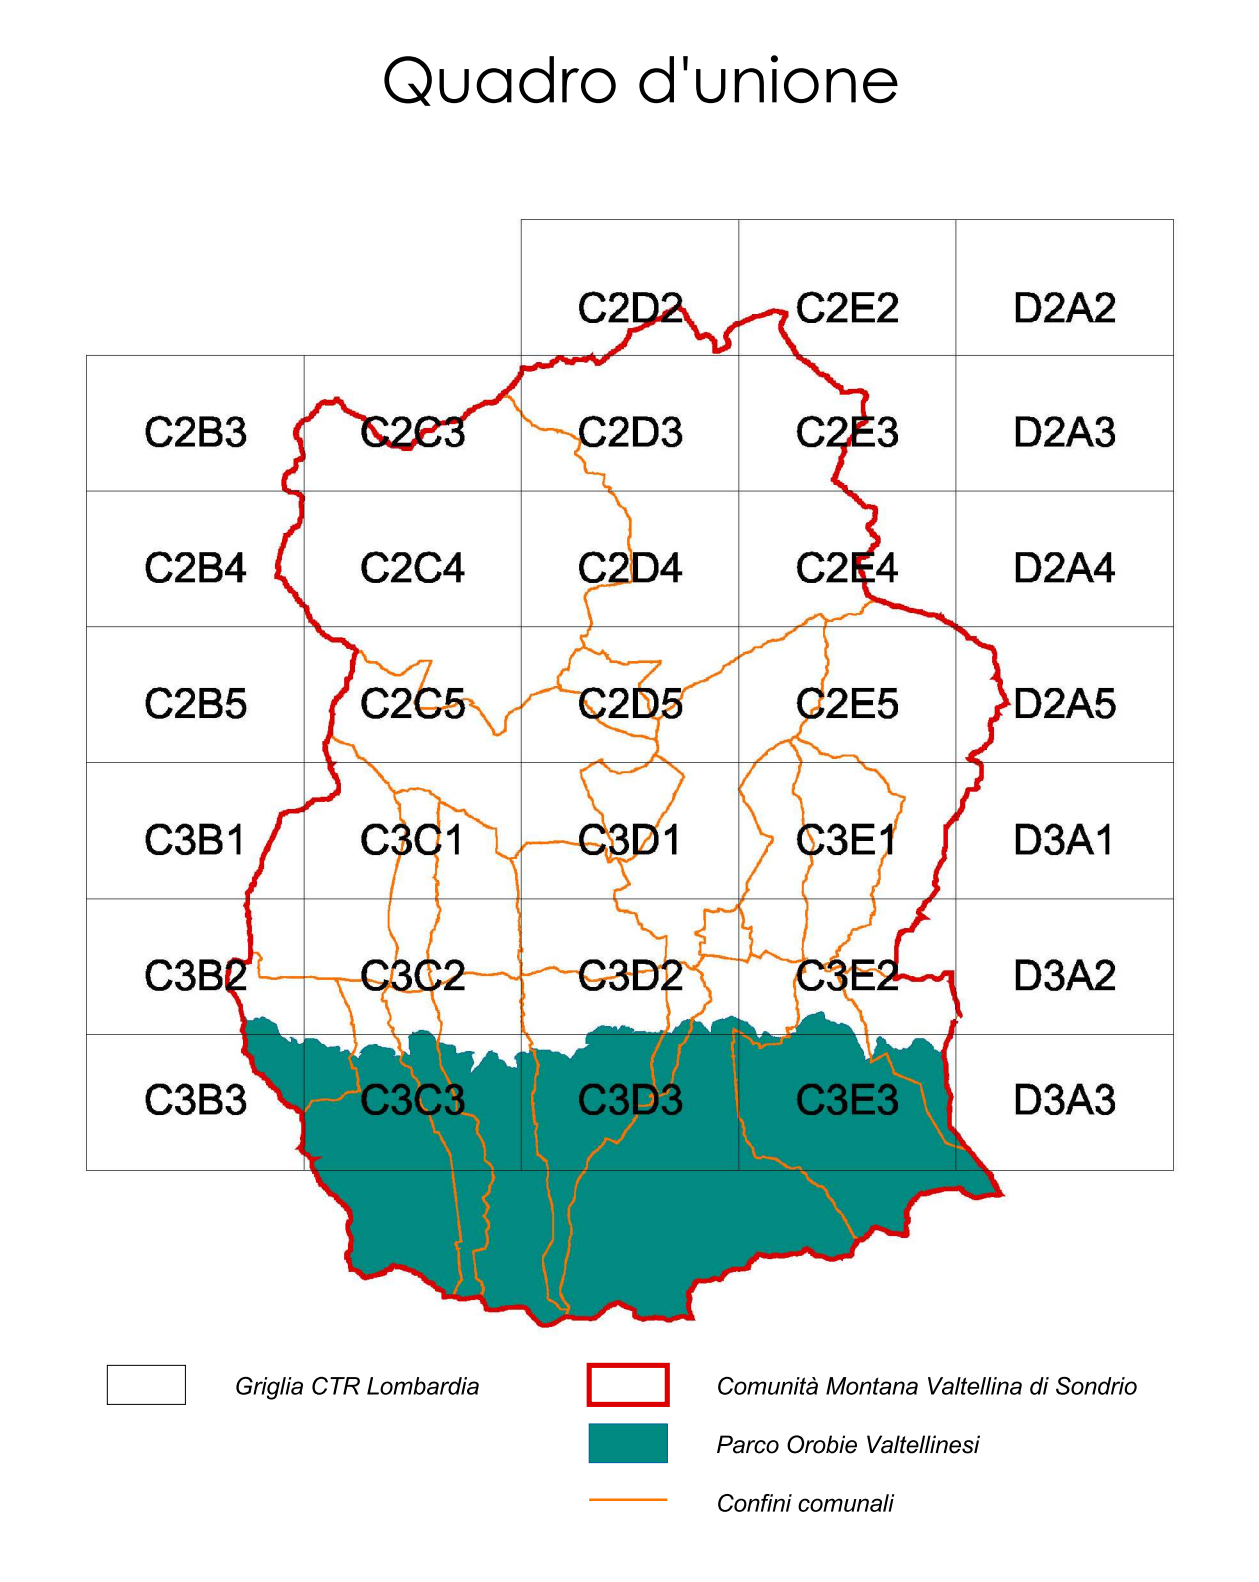 Quadro d'unione
C2D2 C2E2 D2A2
C2B3 C2C3 C2D3 C2E3 D2A3
C2B4 C2C4 C2D4 C2E4 D2A4
C2B5 C2C5 C2D5 C2E5 D2A5
C3B1 C3C1 C3D1 C3E1 D3A1
C3B2 C3C2 C3D2 C3E2 D3A2
C3B3 C3C3 C3D3 C3E3 D3A3
Griglia CTR Lombardia
Comunità Montana Valtellina di Sondrio
Parco Orobie Valtellinesi
Confini comunali